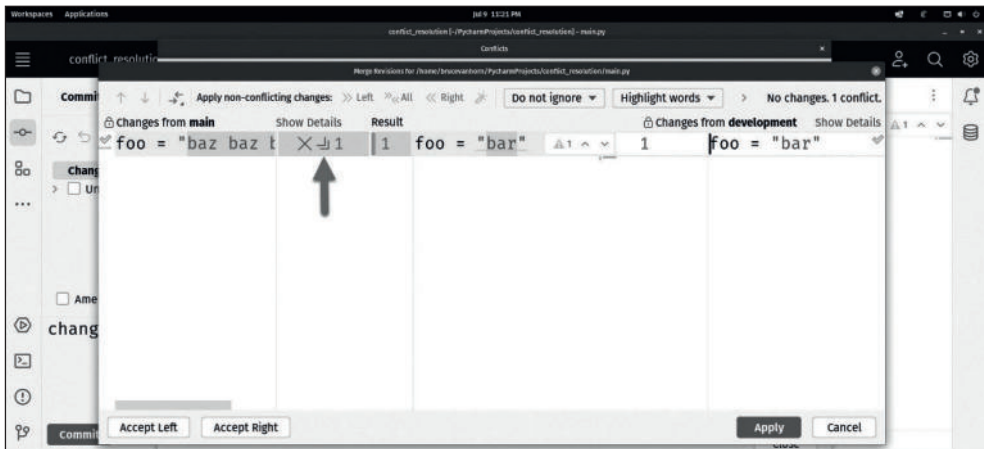 Workspaces Applications Jul 9 11:21 PM
conflict_resolution [~/PycharmProjects/conflict_resolution] - main.py
Conflicts
conflict_resolutio
Merge Revisions for /home/brucevanhorn/PycharmProjects/conflict_resolution/main.py
Commi
Apply non-conflicting changes: Left All Right Do not ignore Highlight words No changes. 1 conflict.
Changes from main Show Details Result Changes from development Show Details
foo = "baz baz b 1 1 foo = "bar" 1 1 foo = "bar"
1
Chang
Un
Ame
chang
Accept Left Accept Right Apply Cancel
Commi
Close